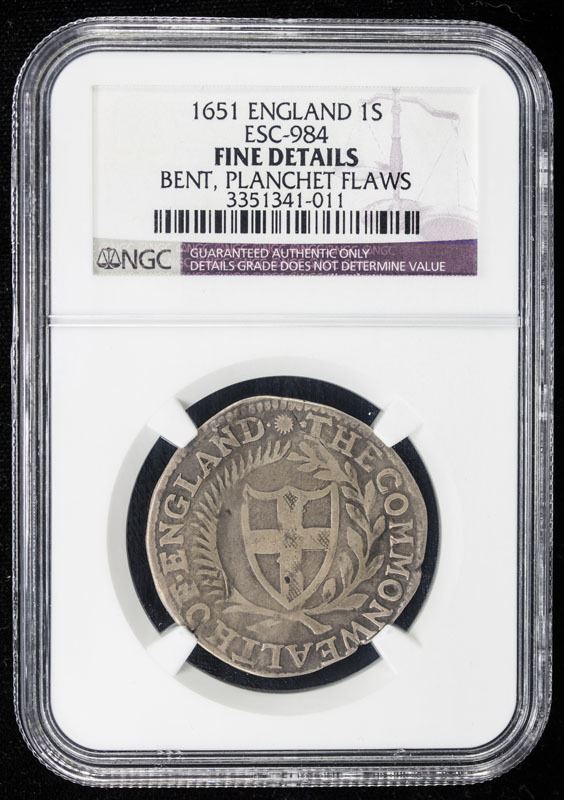 1651 ENGLAND 1S
ESC-984
FINE DETAILS
BENT, PLANCHET FLAWS
3351341-011
NGC
GUARANTEED AUTHENTIC ONLY
DETAILS GRADE DOES NOT DETERMINE VALUE
THE COMMONWEALTH OF ENGLAND